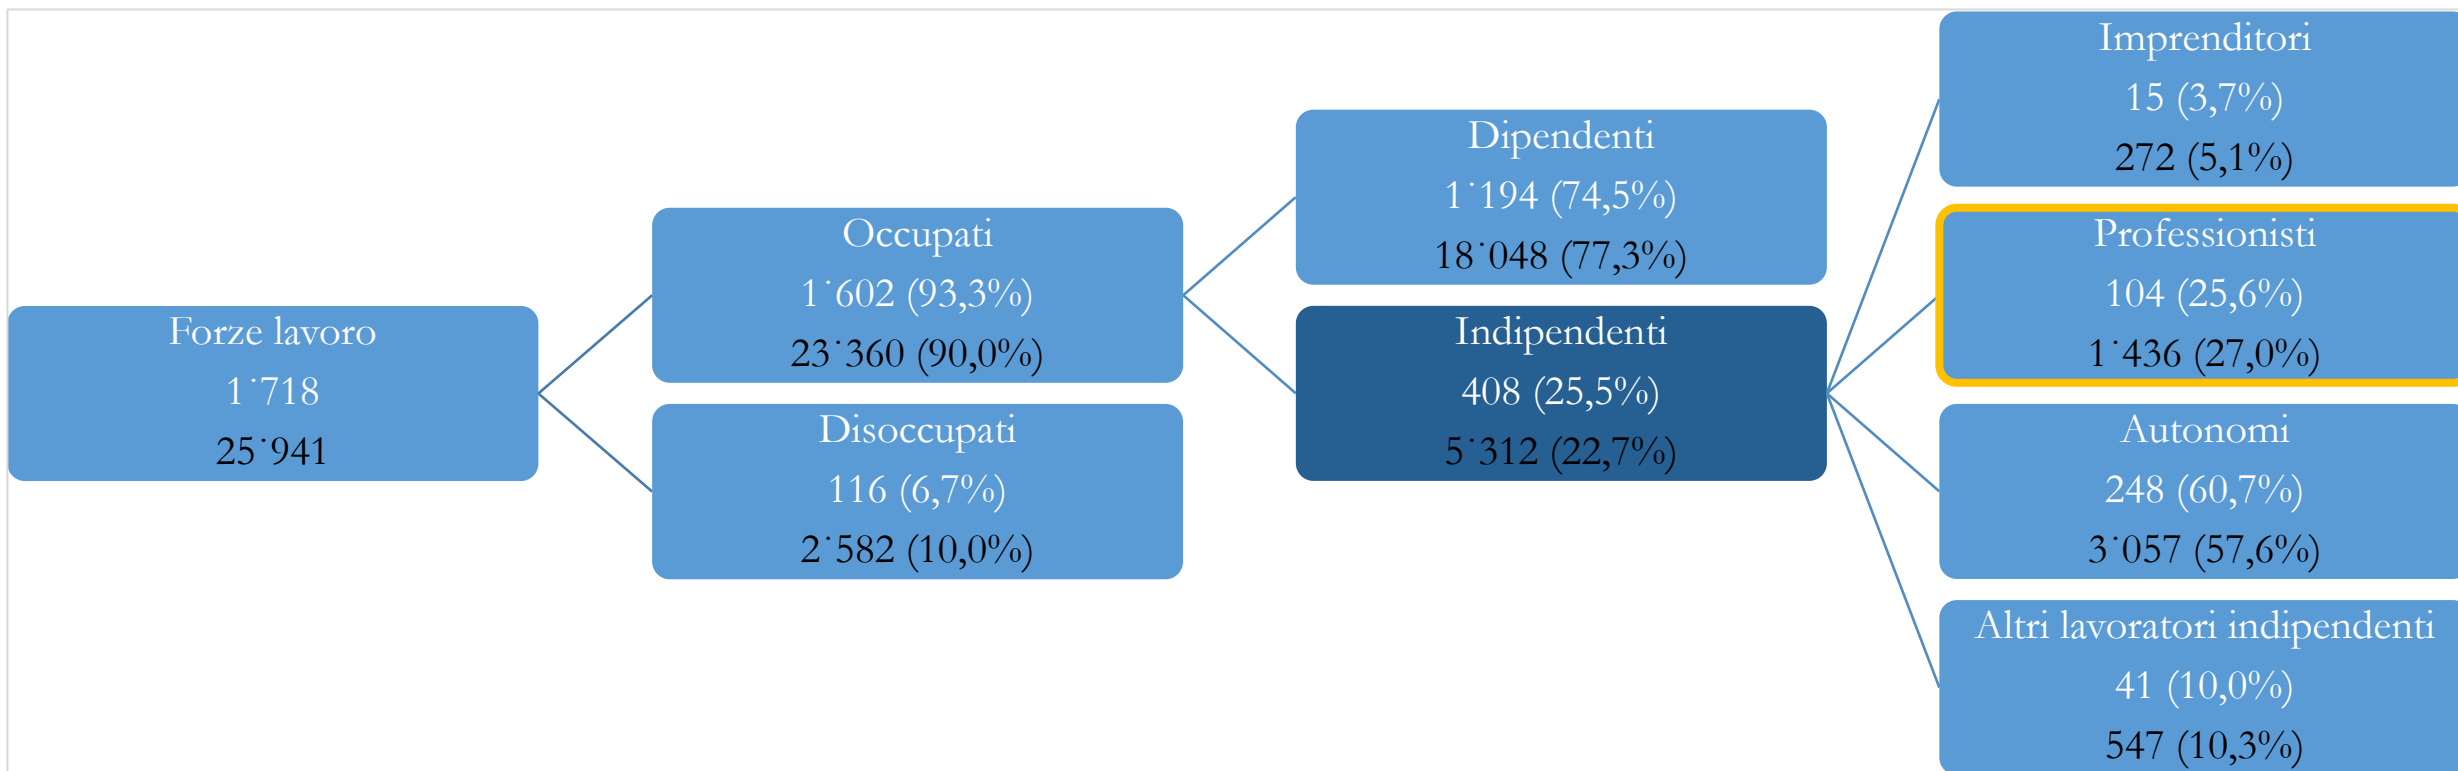 Forze lavoro
1˙718
25˙941
Occupati
1˙602 (93,3%)
23˙360 (90,0%)
Disoccupati
116 (6,7%)
2˙582 (10,0%)
Dipendenti
1˙194 (74,5%)
18˙048 (77,3%)
Indipendenti
408 (25,5%)
5˙312 (22,7%)
Imprenditori
15 (3,7%)
272 (5,1%)
Professionisti
104 (25,6%)
1˙436 (27,0%)
Autonomi
248 (60,7%)
3˙057 (57,6%)
Altri lavoratori indipendenti
41 (10,0%)
547 (10,3%)